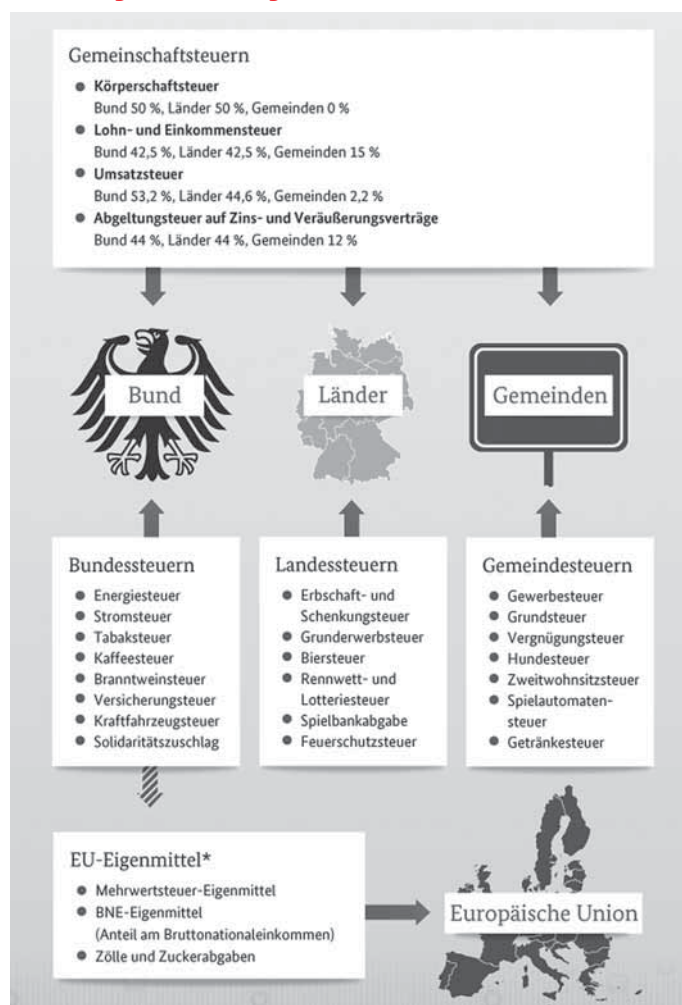 Gemeinschaftsteuern
Körperschaftsteuer
Bund 50 %, Länder 50 %, Gemeinden 0 %
Lohn- und Einkommensteuer
Bund 42,5 %, Länder 42,5 %, Gemeinden 15 %
Umsatzsteuer
Bund 53,2 %, Länder 44,6 %, Gemeinden 2,2 %
Abgeltungsteuer auf Zins- und Veräußerungsverträge
Bund 44 %, Länder 44 %, Gemeinden 12 %
Bund
Länder
Gemeinden
Bundessteuern
Energiesteuer
Stromsteuer
Tabaksteuer
Kaffeesteuer
Branntweinsteuer
Versicherungsteuer
Kraftfahrzeugsteuer
Solidaritätszuschlag
Landessteuern
Erbschaft- und
Schenkungsteuer
Grunderwerbsteuer
Biersteuer
Rennwett- und
Lotteriesteuer
Spielbankabgabe
Feuerschutzsteuer
Gemeindesteuern
Gewerbesteuer
Grundsteuer
Vergnügungsteuer
Hundesteuer
Zweitwohnsitzsteuer
Spielautomaten-
steuer
Getränkesteuer
EU-Eigenmittel*
Mehrwertsteuer-Eigenmittel
BNE-Eigenmittel
(Anteil am Bruttonationaleinkommen)
Zölle und Zuckerabgaben
Europäische Union